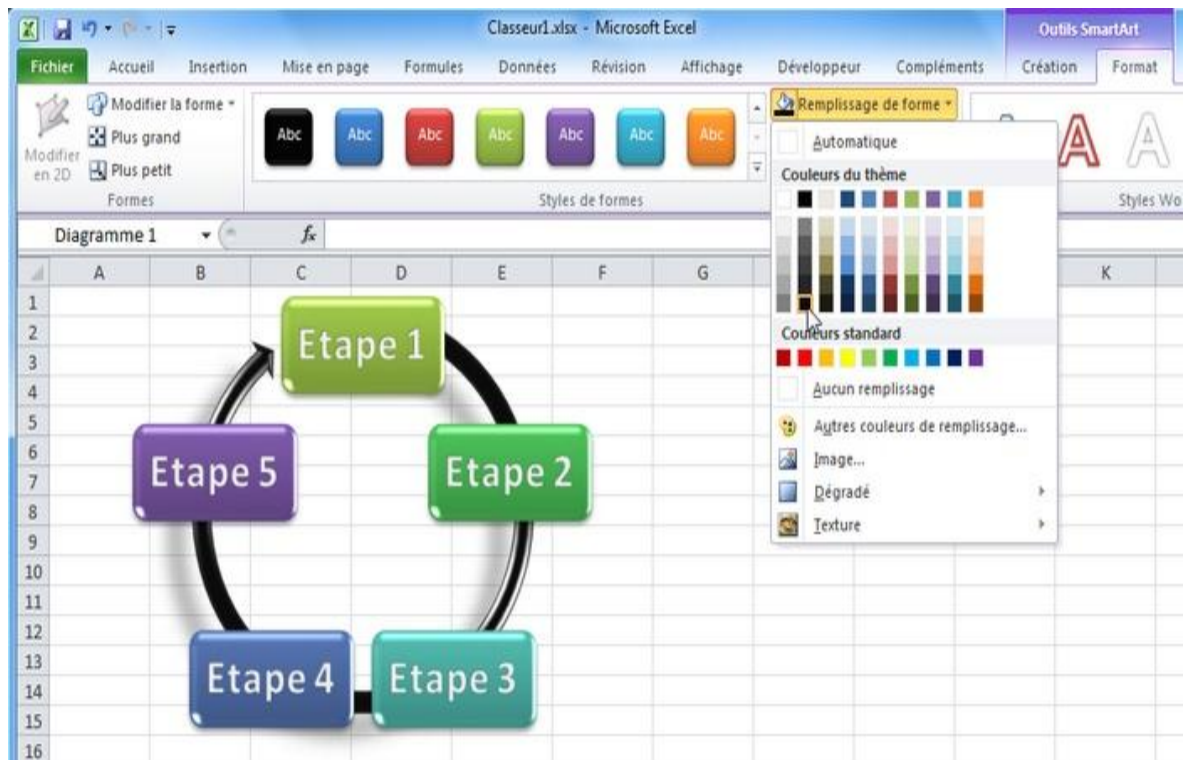 Classeur1.xlsx - Microsoft Excel
Outils SmartArt
Fichier Accueil Insertion Mise en page Formules Données Révision Affichage Développeur Compléments Création Format
Modifier en 2D
Modifier la forme
Plus grand
Plus petit
Formes
Abc Abc Abc Abc Abc Abc Abc
Styles de formes
Remplissage de forme
A A
Styles Wo
Automatique
Couleurs du thème
Couleurs standard
Aucun remplissage
Autres couleurs de remplissage...
Image...
Dégradé
Texture
Diagramme 1
fx
A B C D E F G K
1
2
3
4
5
6
7
8
9
10
11
12
13
14
15
16
Etape 1
Etape 5
Etape 2
Etape 4
Etape 3